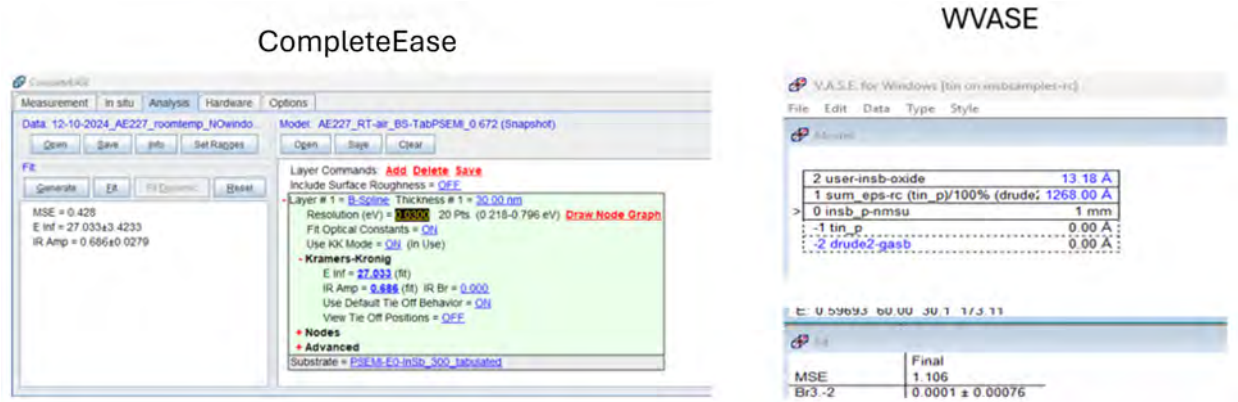 CompleteEase
WVASE
CompleteEASE
Measurement In situ Analysis Hardware Options
Data: 12-10-2024_AE227_roomtemp_NOwindo...
Open Save Info Set Ranges
Fit:
Generate Fit Fit Dynamic Reset
MSE = 0.428
E Inf = 27.033±3.4233
IR Amp = 0.686±0.0279
Model: AE227_RT-air_BS-TabPSEMI_0.672 (Snapshot)
Open Save Clear
Layer Commands: Add Delete Save
Include Surface Roughness = OFF
- Layer # 1 = B-Spline Thickness # 1 = 30.00 nm
Resolution (eV) = 0.0300 20 Pts. (0.218-0.796 eV) Draw Node Graph
Fit Optical Constants = ON
Use KK Mode = ON (In Use)
- Kramers-Kronig
E Inf = 27.033 (fit)
IR Amp = 0.686 (fit) IR Br = 0.000
Use Default Tie Off Behavior = ON
View Tie Off Positions = OFF
+ Nodes
+ Advanced
Substrate = PSEMI-E0-InSb_300_tabulated
V.A.S.E. for Windows [tin on insbsamples-rc]
File Edit Data Type Style
Model
2 user-insb-oxide 13.18 Å
1 sum_eps-rc (tin_p)/100% (drude2 1268.00 Å
> 0 insb_p-nmsu 1 mm
-1 tin_p 0.00 Å
-2 drude2-gasb 0.00 Å
E: 0.59693 60.00 30.1 173.11
Fit
Final
MSE 1.106
Br3.-2 0.0001 ± 0.00076